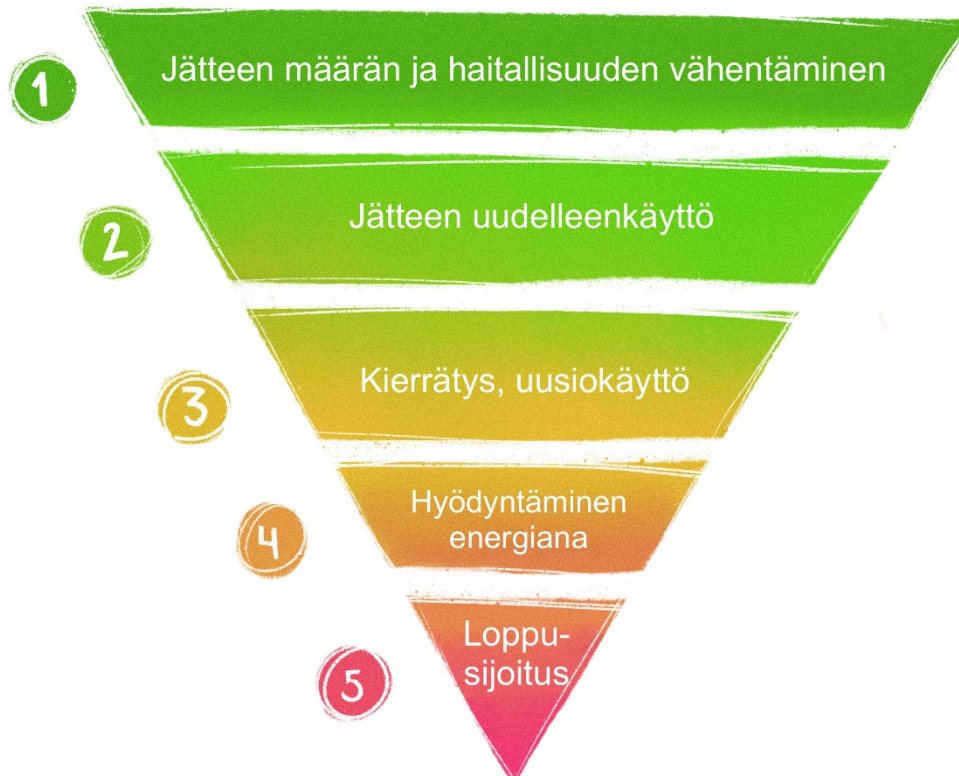 1
Jätteen määrän ja haitallisuuden vähentäminen
2
Jätteen uudelleenkäyttö
3
Kierrätys, uusiokäyttö
4
Hyödyntäminen
energiana
5
Loppu-
sijoitus